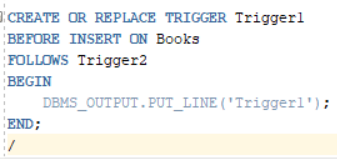 CREATE OR REPLACE TRIGGER Trigger1
BEFORE INSERT ON Books
FOLLOWS Trigger2
BEGIN
    DBMS_OUTPUT.PUT_LINE('Trigger1');
END;
/